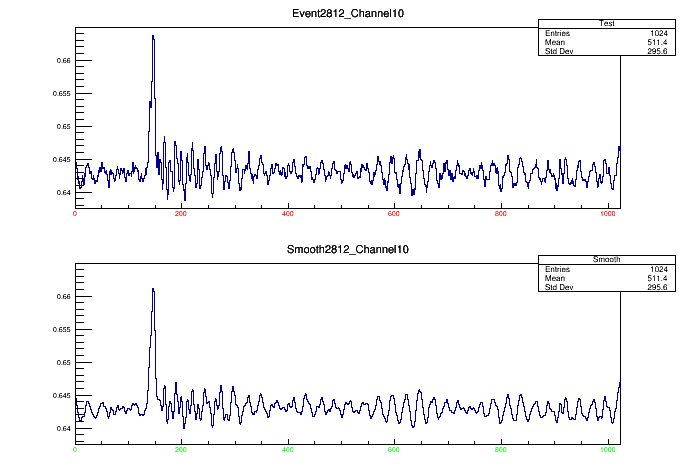 Event2812_Channel10
Test
Entries 1024
Mean 511.4
Std Dev 295.6
0.66
0.655
0.65
0.645
0.64
0 200 400 600 800 1000
Smooth2812_Channel10
Smooth
Entries 1024
Mean 511.4
Std Dev 295.6
0.66
0.655
0.65
0.645
0.64
0 200 400 600 800 1000